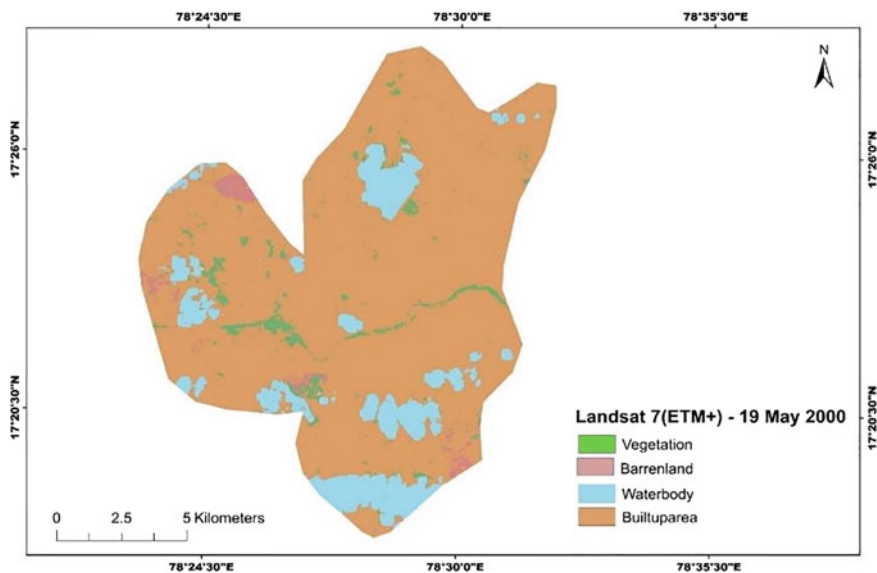 78°24'30"E 78°30'0"E 78°35'30"E
N
17°26'0"N 17°26'0"N
17°20'30"N 17°20'30"N
Landsat 7(ETM+) - 19 May 2000
Vegetation
Barrenland
Waterbody
Builtuparea
0 2.5 5 Kilometers
78°24'30"E 78°30'0"E 78°35'30"E